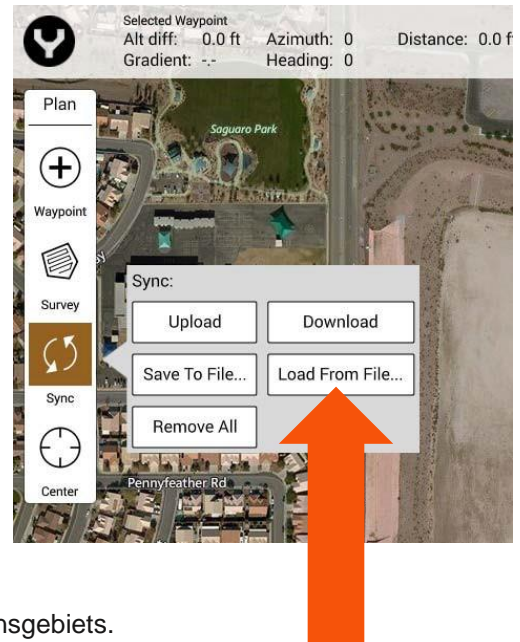 Selected Waypoint
Alt diff: 0.0 ft Azimuth: 0 Distance: 0.0 f
Gradient: -.- Heading: 0
Plan
Saguaro Park
Waypoint
Survey
Sync:
Upload Download
Save To File... Load From File...
Sync
Remove All
Center
Pennyfeather Rd
nsgebiets.